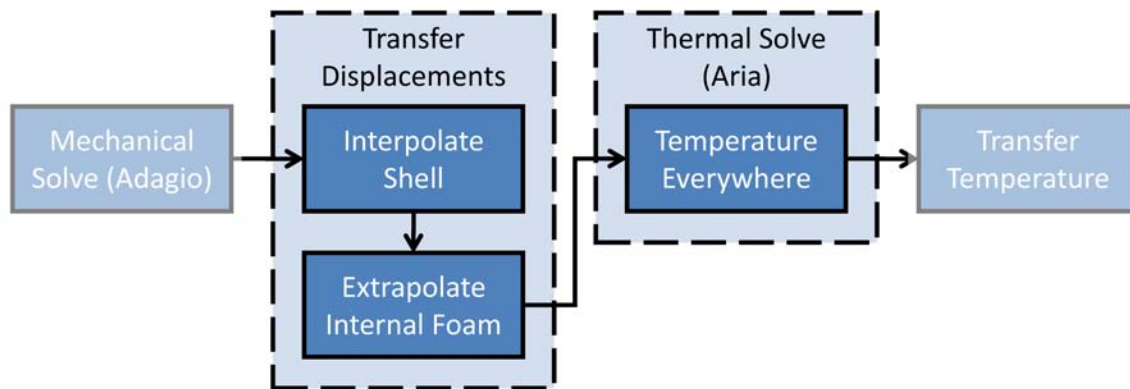 Transfer
Displacements
Thermal Solve
(Aria)
Mechanical
Solve (Adagio)
Interpolate
Shell
Temperature
Everywhere
Transfer
Temperature
Extrapolate
Internal Foam